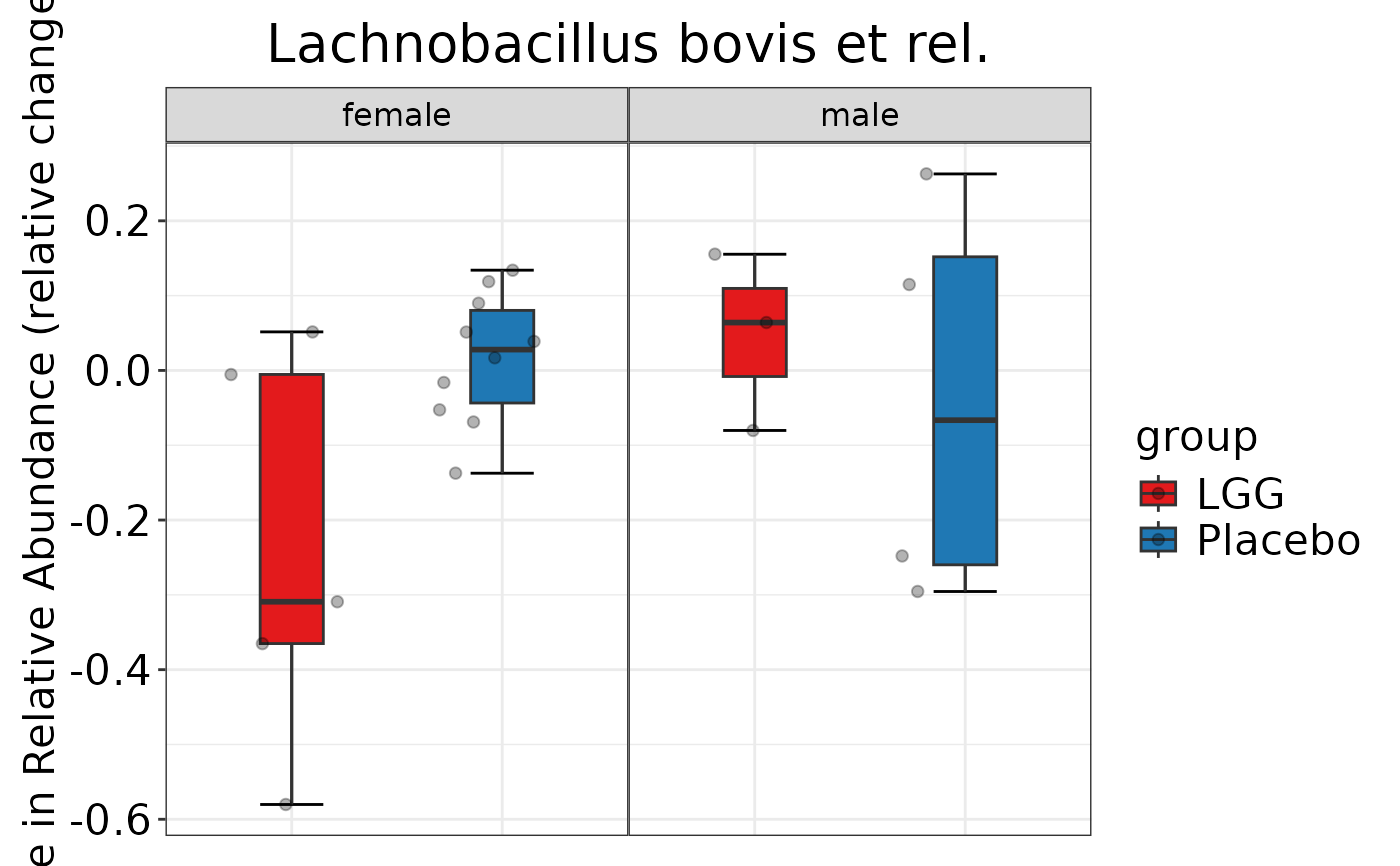 Lachnobacillus bovis et rel.
female
male
e in Relative Abundance (relative change
0.2
0.0
-0.2
-0.4
-0.6
group
LGG
Placebo